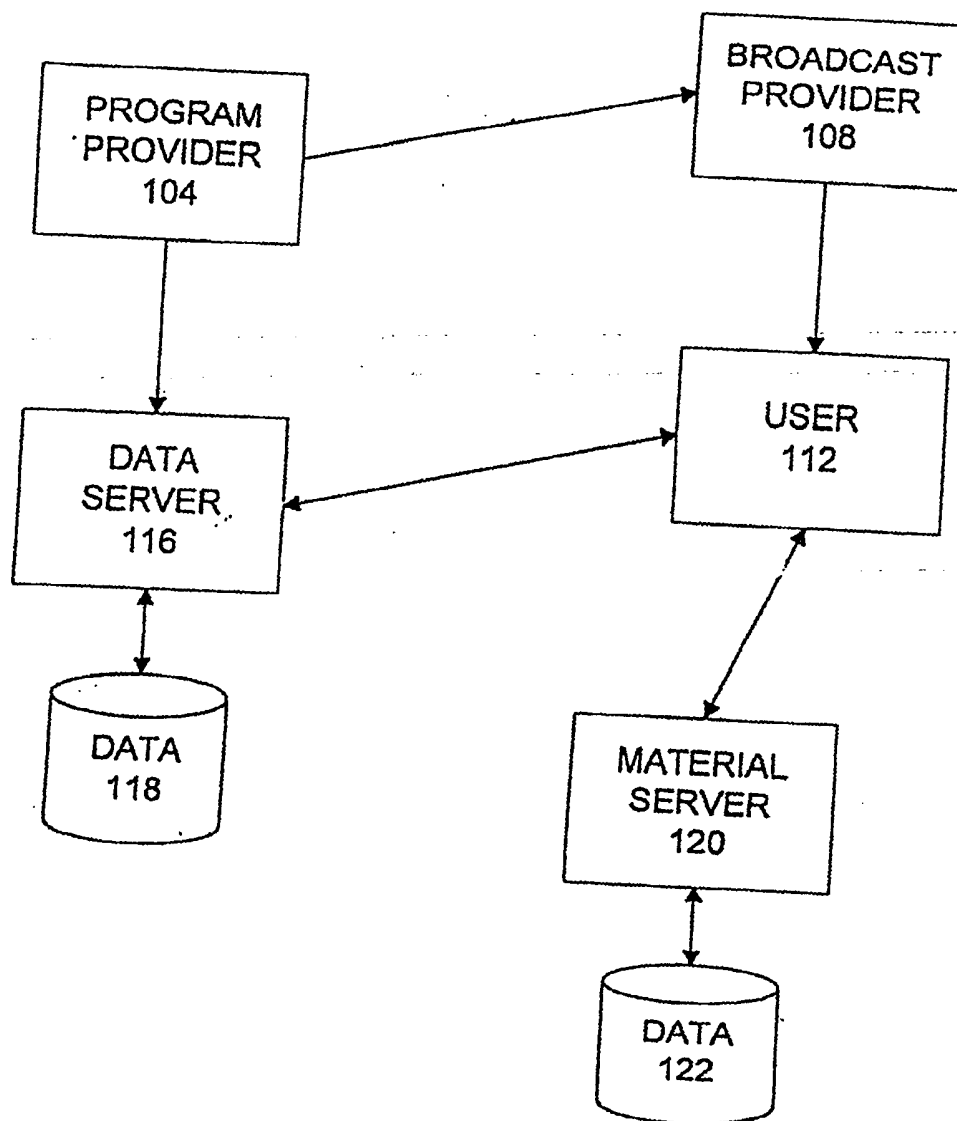 PROGRAM
PROVIDER
104
BROADCAST
PROVIDER
108
DATA
SERVER
116
USER
112
DATA
118
MATERIAL
SERVER
120
DATA
122